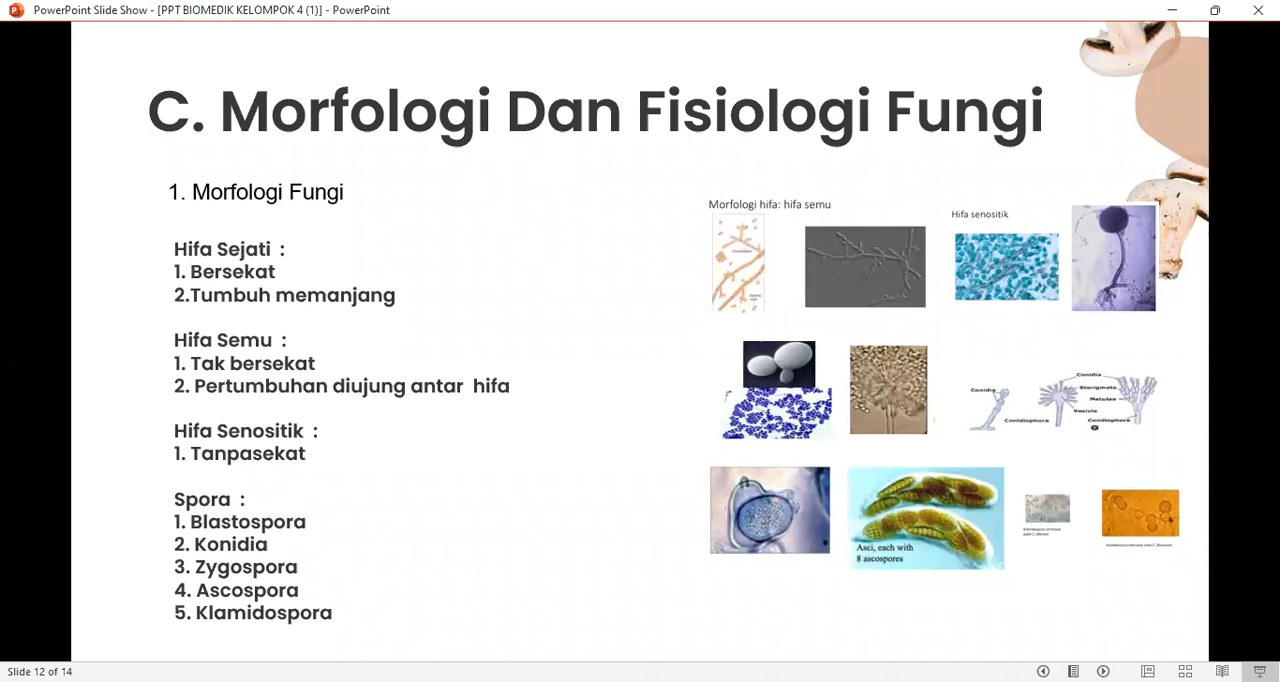 PowerPoint Slide Show - [PPT BIOMEDIK KELOMPOK 4 (1)] - PowerPoint
C. Morfologi Dan Fisiologi Fungi
1. Morfologi Fungi
Hifa Sejati :
1. Bersekat
2.Tumbuh memanjang
Hifa Semu :
1. Tak bersekat
2. Pertumbuhan diujung antar hifa
Hifa Senositik :
1. Tanpasekat
Spora :
1. Blastospora
2. Konidia
3. Zygospora
4. Ascospora
5. Klamidospora
Morfologi hifa: hifa semu
Hifa senositik
Conidia
Conidiophora
Conidia
Sterigmata
Metulae
Vesicle
Conidiophora
Asci, each with
8 ascospores
Slide 12 of 14